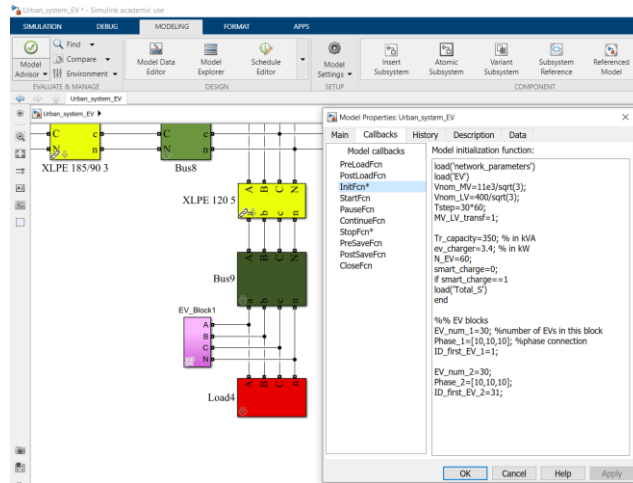 Urban_system_EV * - Simulink academic use
SIMULATION DEBUG MODELING FORMAT APPS
Model Advisor
Find
Compare
Environment
Model Data Editor
Model Explorer
Schedule Editor
Model Settings
Insert Subsystem
Atomic Subsystem
Variant Subsystem
Subsystem Reference
Referenced Model
EVALUATE & MANAGE DESIGN SETUP COMPONENT
Urban_system_EV
Urban_system_EV
C c C c
N n N n
XLPE 185/90 3
Bus8
A B C N
XLPE 120 5
A B C N
Bus9
a b c n
EV_Block1
A
B
C
N
A B C N
Load4
Model Properties: Urban_system_EV
Main Callbacks History Description Data
Model callbacks
PreLoadFcn
PostLoadFcn
InitFcn*
StartFcn
PauseFcn
ContinueFcn
StopFcn*
PreSaveFcn
PostSaveFcn
CloseFcn
Model initialization function:
load('network_parameters')
load('EV')
Vnom_MV=11e3/sqrt(3);
Vnom_LV=400/sqrt(3);
Tstep=30*60;
MV_LV_transf=1;
Tr_capacity=350; % in kVA
ev_charger=3.4; % in kW
N_EV=60;
smart_charge=0;
if smart_charge==1
load('Total_S')
end
%% EV blocks
EV_num_1=30; %number of EVs in this block
Phase_1=[10,10,10]; %phase connection
ID_first_EV_1=1;
EV_num_2=30;
Phase_2=[10,10,10];
ID_first_EV_2=31;
OK Cancel Help Apply